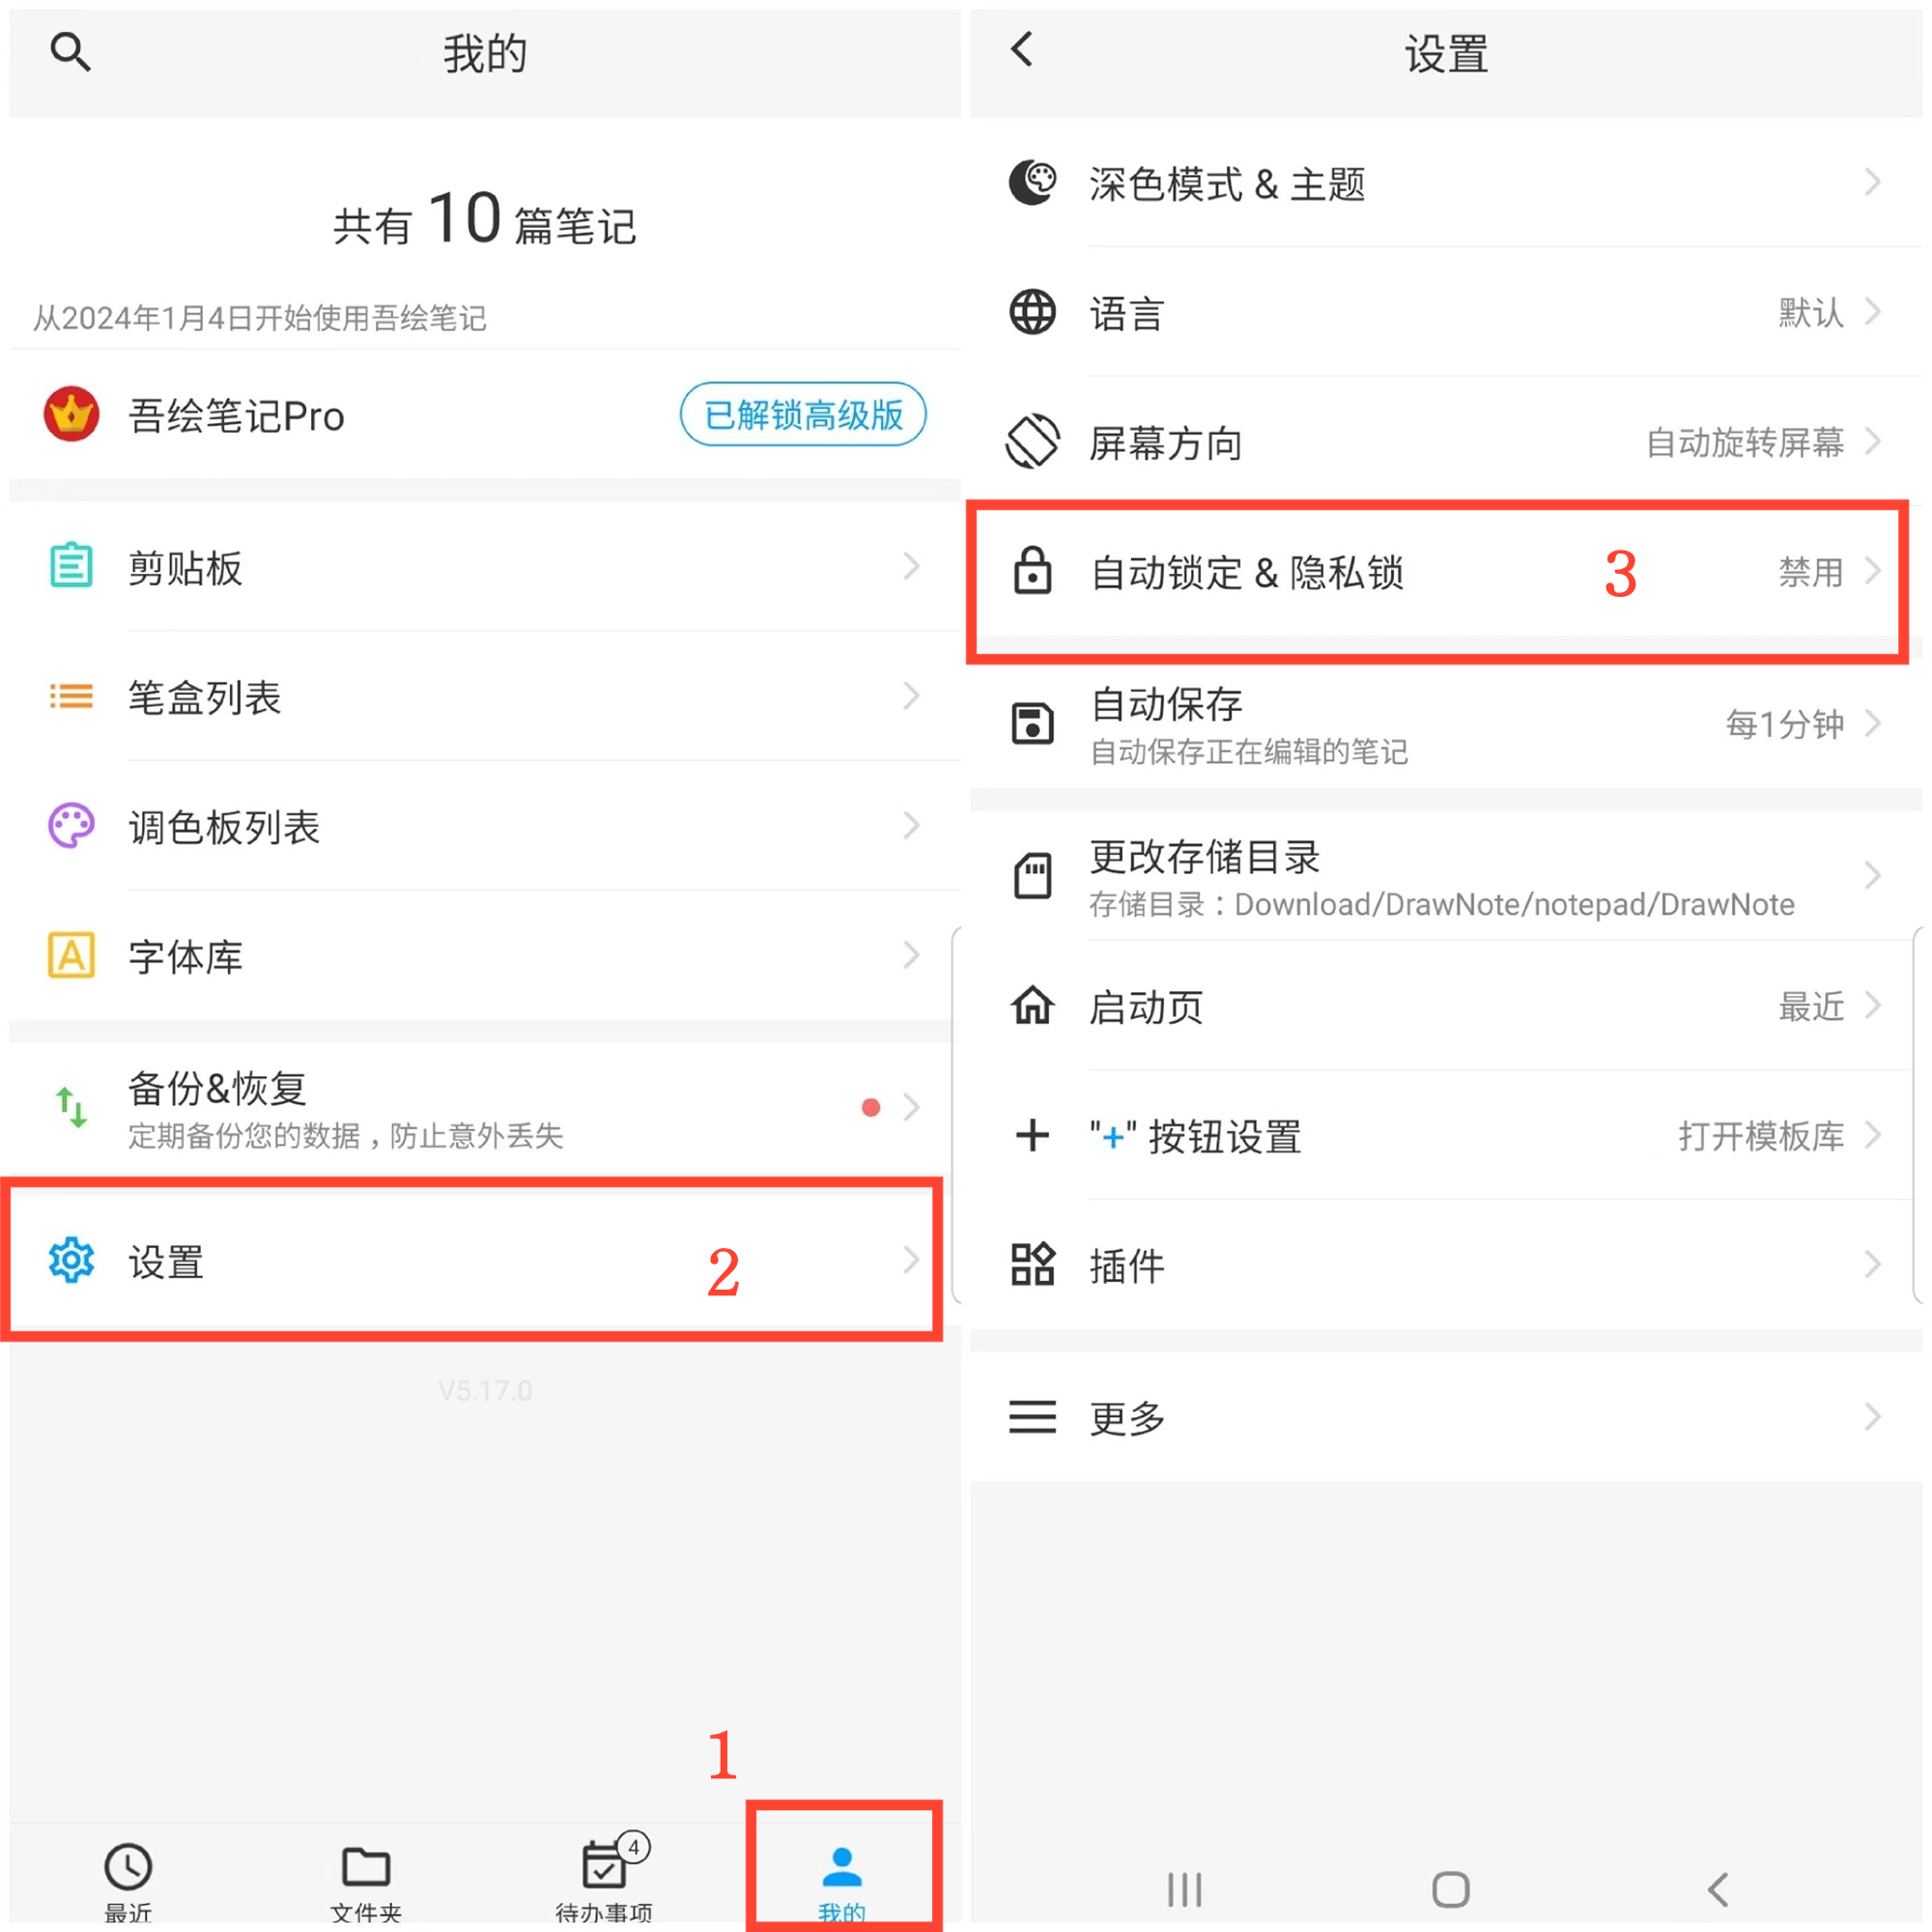 我的
共有 10 篇笔记
从2024年1月4日开始使用吾绘笔记
吾绘笔记Pro
已解锁高级版
剪贴板
笔盒列表
调色板列表
字体库
备份&恢复
定期备份您的数据，防止意外丢失
设置
2
V5.17.0
1
最近
文件夹
4
待办事项
我的
设置
深色模式 & 主题
语言
默认
屏幕方向
自动旋转屏幕
自动锁定 & 隐私锁
3
禁用
自动保存
自动保存正在编辑的笔记
每1分钟
更改存储目录
存储目录：Download/DrawNote/notepad/DrawNote
启动页
最近
"+" 按钮设置
打开模板库
插件
更多